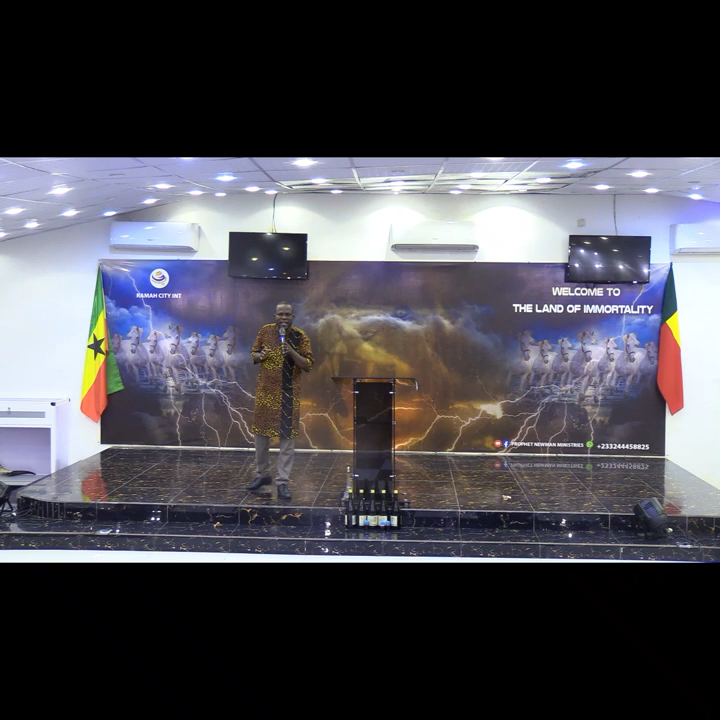 RAMAH CITY INT
WELCOME TO
THE LAND OF IMMORTALITY
PROPHET NEWMAN MINISTRIES +233244458825